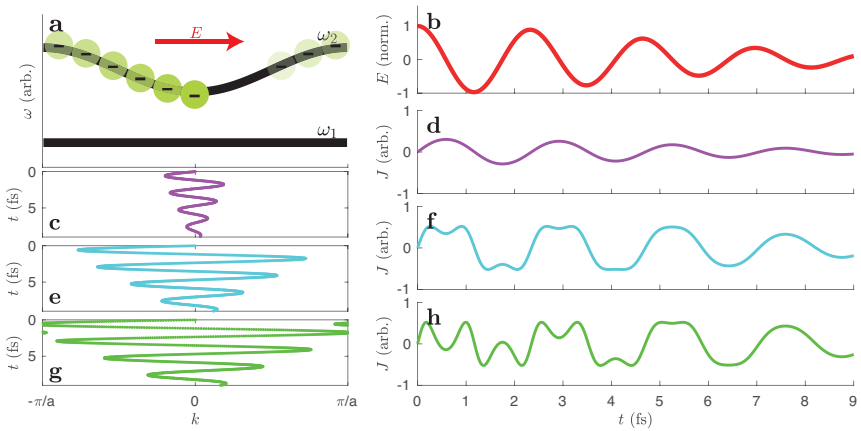 a
E
ω₂
ω (arb.)
ω₁
0
5
t (fs)
c
0
5
t (fs)
e
0
5
t (fs)
g
-π/a
0
π/a
k
b
1
0
-1
E (norm.)
d
1
0
-1
J (arb.)
f
1
0
-1
J (arb.)
h
1
0
-1
J (arb.)
0 1 2 3 4 5 6 7 8 9
t (fs)